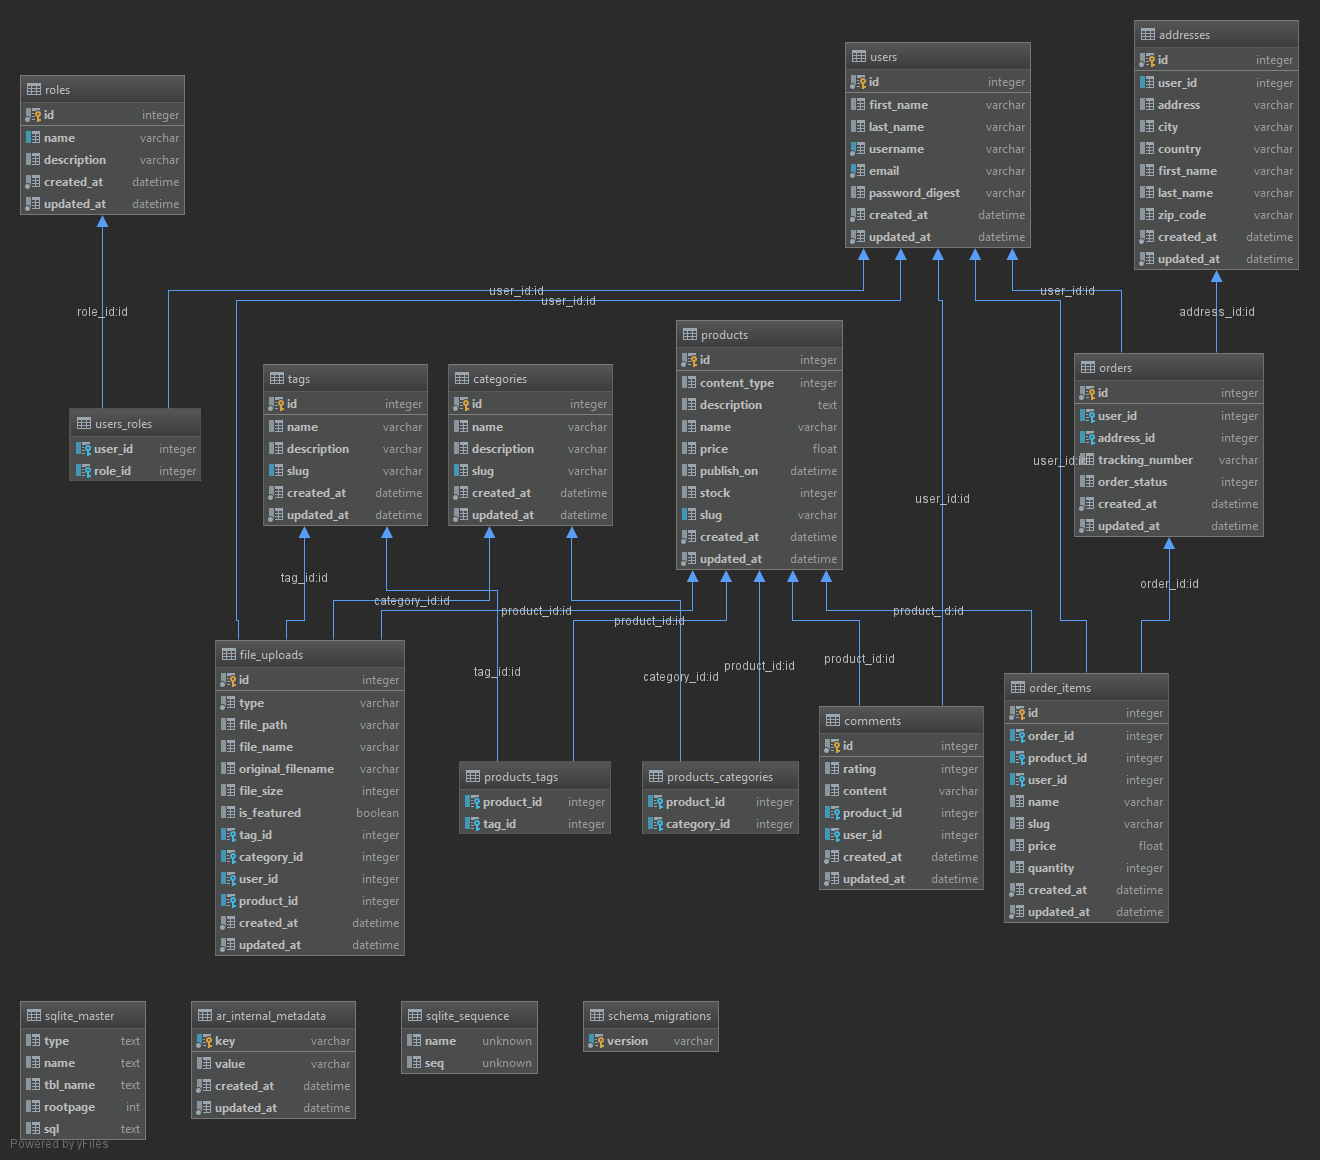 roles
id integer
name varchar
description varchar
created_at datetime
updated_at datetime
users
id integer
first_name varchar
last_name varchar
username varchar
email varchar
password_digest varchar
created_at datetime
updated_at datetime
addresses
id integer
user_id integer
address varchar
city varchar
country varchar
first_name varchar
last_name varchar
zip_code varchar
created_at datetime
updated_at datetime
role_id:id
user_id:id
user_id:id
user_id:id
address_id:id
users_roles
user_id integer
role_id integer
tags
id integer
name varchar
description varchar
slug varchar
created_at datetime
updated_at datetime
categories
id integer
name varchar
description varchar
slug varchar
created_at datetime
updated_at datetime
products
id integer
content_type integer
description text
name varchar
price float
publish_on datetime
stock integer
slug varchar
created_at datetime
updated_at datetime
orders
id integer
user_id integer
address_id integer
tracking_number varchar
order_status integer
created_at datetime
updated_at datetime
user_id:id
user_id:id
tag_id:id
category_id:id
product_id:id
product_id:id
product_id:id
order_id:id
tag_id:id
category_id:id
product_id:id
product_id:id
file_uploads
id integer
type varchar
file_path varchar
file_name varchar
original_filename varchar
file_size integer
is_featured boolean
tag_id integer
category_id integer
user_id integer
product_id integer
created_at datetime
updated_at datetime
products_tags
product_id integer
tag_id integer
products_categories
product_id integer
category_id integer
comments
id integer
rating integer
content varchar
product_id integer
user_id integer
created_at datetime
updated_at datetime
order_items
id integer
order_id integer
product_id integer
user_id integer
name varchar
slug varchar
price float
quantity integer
created_at datetime
updated_at datetime
sqlite_master
type text
name text
tbl_name text
rootpage int
sql text
ar_internal_metadata
key varchar
value varchar
created_at datetime
updated_at datetime
sqlite_sequence
name unknown
seq unknown
schema_migrations
version varchar
Powered by yFiles